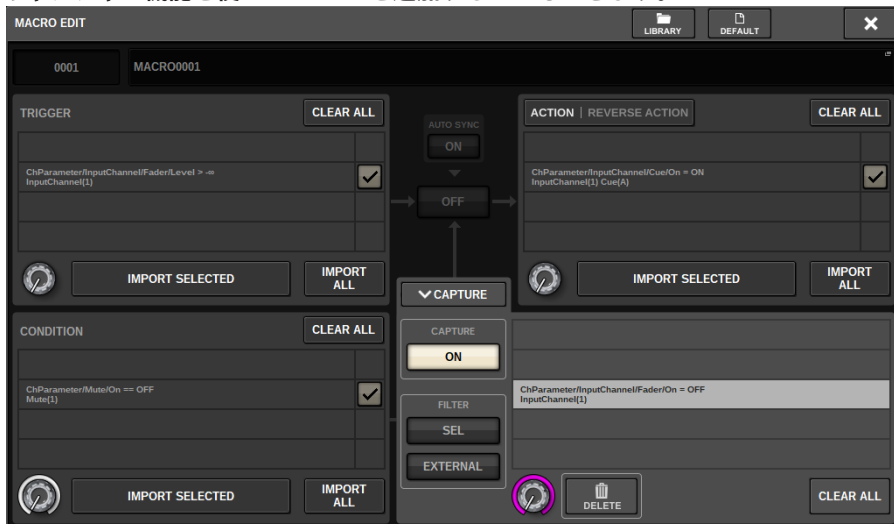 MACRO EDIT
LIBRARY
DEFAULT
0001
MACRO0001
TRIGGER
CLEAR ALL
ChParameter/InputChannel/Fader/Level > -∞
InputChannel(1)
IMPORT SELECTED
IMPORT
ALL
AUTO SYNC
ON
OFF
ACTION | REVERSE ACTION
CLEAR ALL
ChParameter/InputChannel/Cue/On = ON
InputChannel(1) Cue(A)
IMPORT SELECTED
IMPORT
ALL
CONDITION
CLEAR ALL
ChParameter/Mute/On == OFF
Mute(1)
IMPORT SELECTED
IMPORT
ALL
CAPTURE
CAPTURE
ON
FILTER
SEL
EXTERNAL
ChParameter/InputChannel/Fader/On = OFF
InputChannel(1)
DELETE
CLEAR ALL